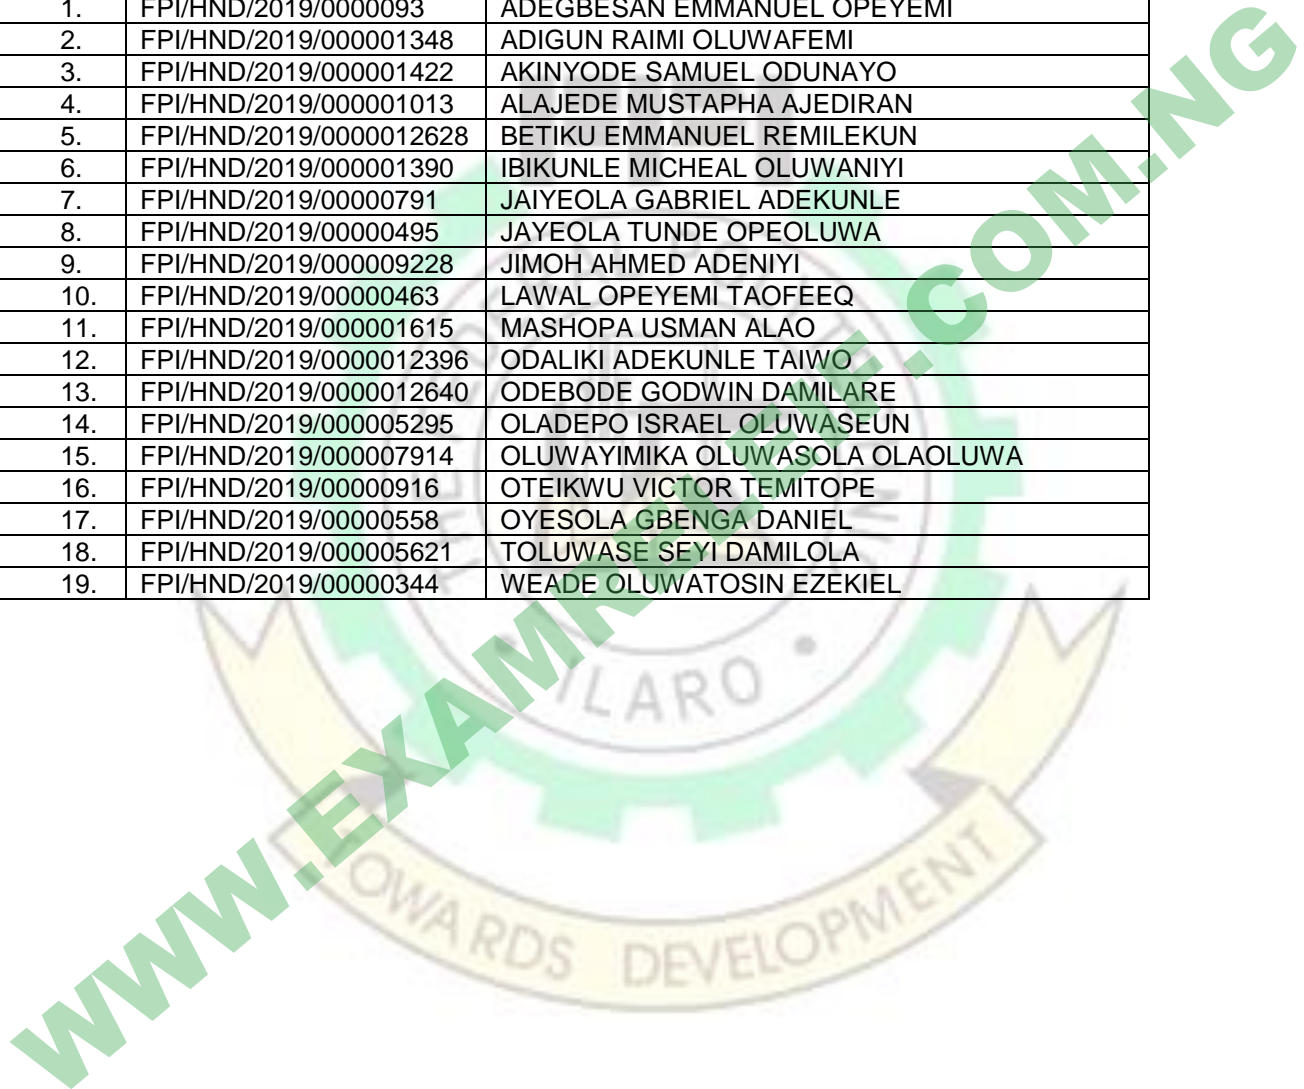 1. FPI/HND/2019/0000093 ADEGBESAN EMMANUEL OPEYEMI
2. FPI/HND/2019/000001348 ADIGUN RAIMI OLUWAFEMI
3. FPI/HND/2019/000001422 AKINYODE SAMUEL ODUNAYO
4. FPI/HND/2019/000001013 ALAJEDE MUSTAPHA AJEDIRAN
5. FPI/HND/2019/0000012628 BETIKU EMMANUEL REMILEKUN
6. FPI/HND/2019/000001390 IBIKUNLE MICHEAL OLUWANIYI
7. FPI/HND/2019/00000791 JAIYEOLA GABRIEL ADEKUNLE
8. FPI/HND/2019/00000495 JAYEOLA TUNDE OPEOLUWA
9. FPI/HND/2019/000009228 JIMOH AHMED ADENIYI
10. FPI/HND/2019/00000463 LAWAL OPEYEMI TAOFEEQ
11. FPI/HND/2019/000001615 MASHOPA USMAN ALAO
12. FPI/HND/2019/0000012396 ODALIKI ADEKUNLE TAIWO
13. FPI/HND/2019/0000012640 ODEBODE GODWIN DAMILARE
14. FPI/HND/2019/000005295 OLADEPO ISRAEL OLUWASEUN
15. FPI/HND/2019/000007914 OLUWAYIMIKA OLUWASOLA OLAOLUWA
16. FPI/HND/2019/00000916 OTEIKWU VICTOR TEMITOPE
17. FPI/HND/2019/00000558 OYESOLA GBENGA DANIEL
18. FPI/HND/2019/000005621 TOLUWASE SEYI DAMILOLA
19. FPI/HND/2019/00000344 WEADE OLUWATOSIN EZEKIEL
WWW.EXAMRELEIF.COM.NG
THE FEDERAL POLYTECHNIC
• ILARO •
TOWARDS DEVELOPMENT